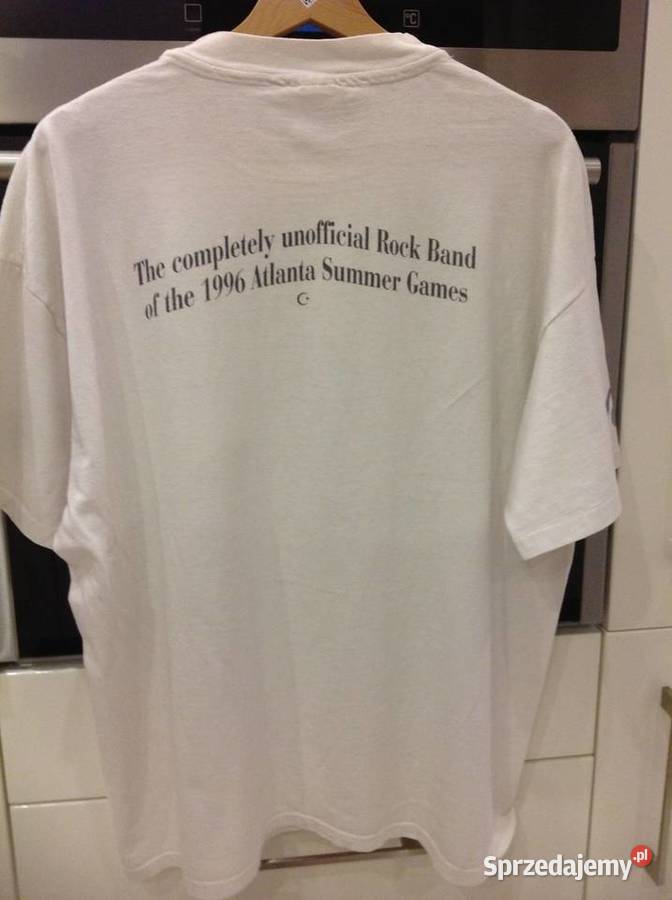 °C
The completely unofficial Rock Band
of the 1996 Atlanta Summer Games
Sprzedajemy.pl